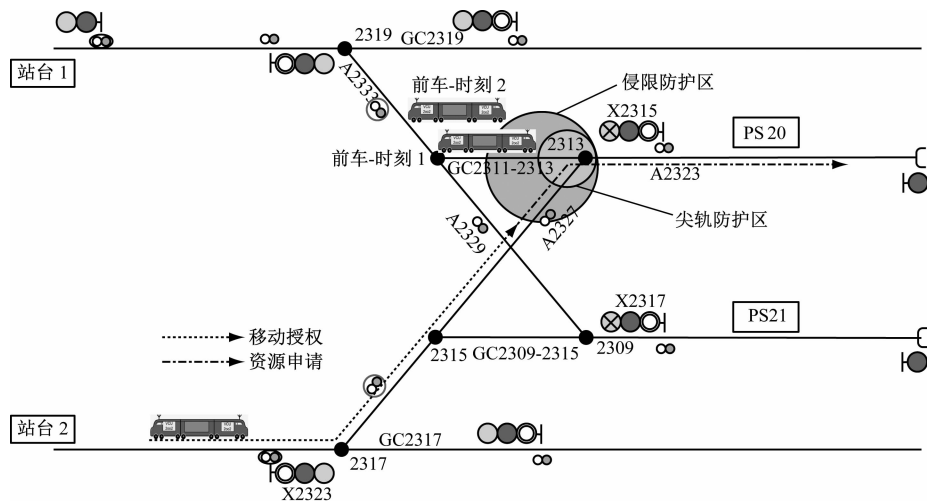 2319
GC2319
站台 1
A2333
前车-时刻 2
侵限防护区
X2315
PS 20
2313
前车-时刻 1
GC2311-2313
A2323
A2329
A2327
尖轨防护区
X2317
PS21
移动授权
资源申请
2315
GC2309-2315
2309
站台 2
GC2317
2317
X2323